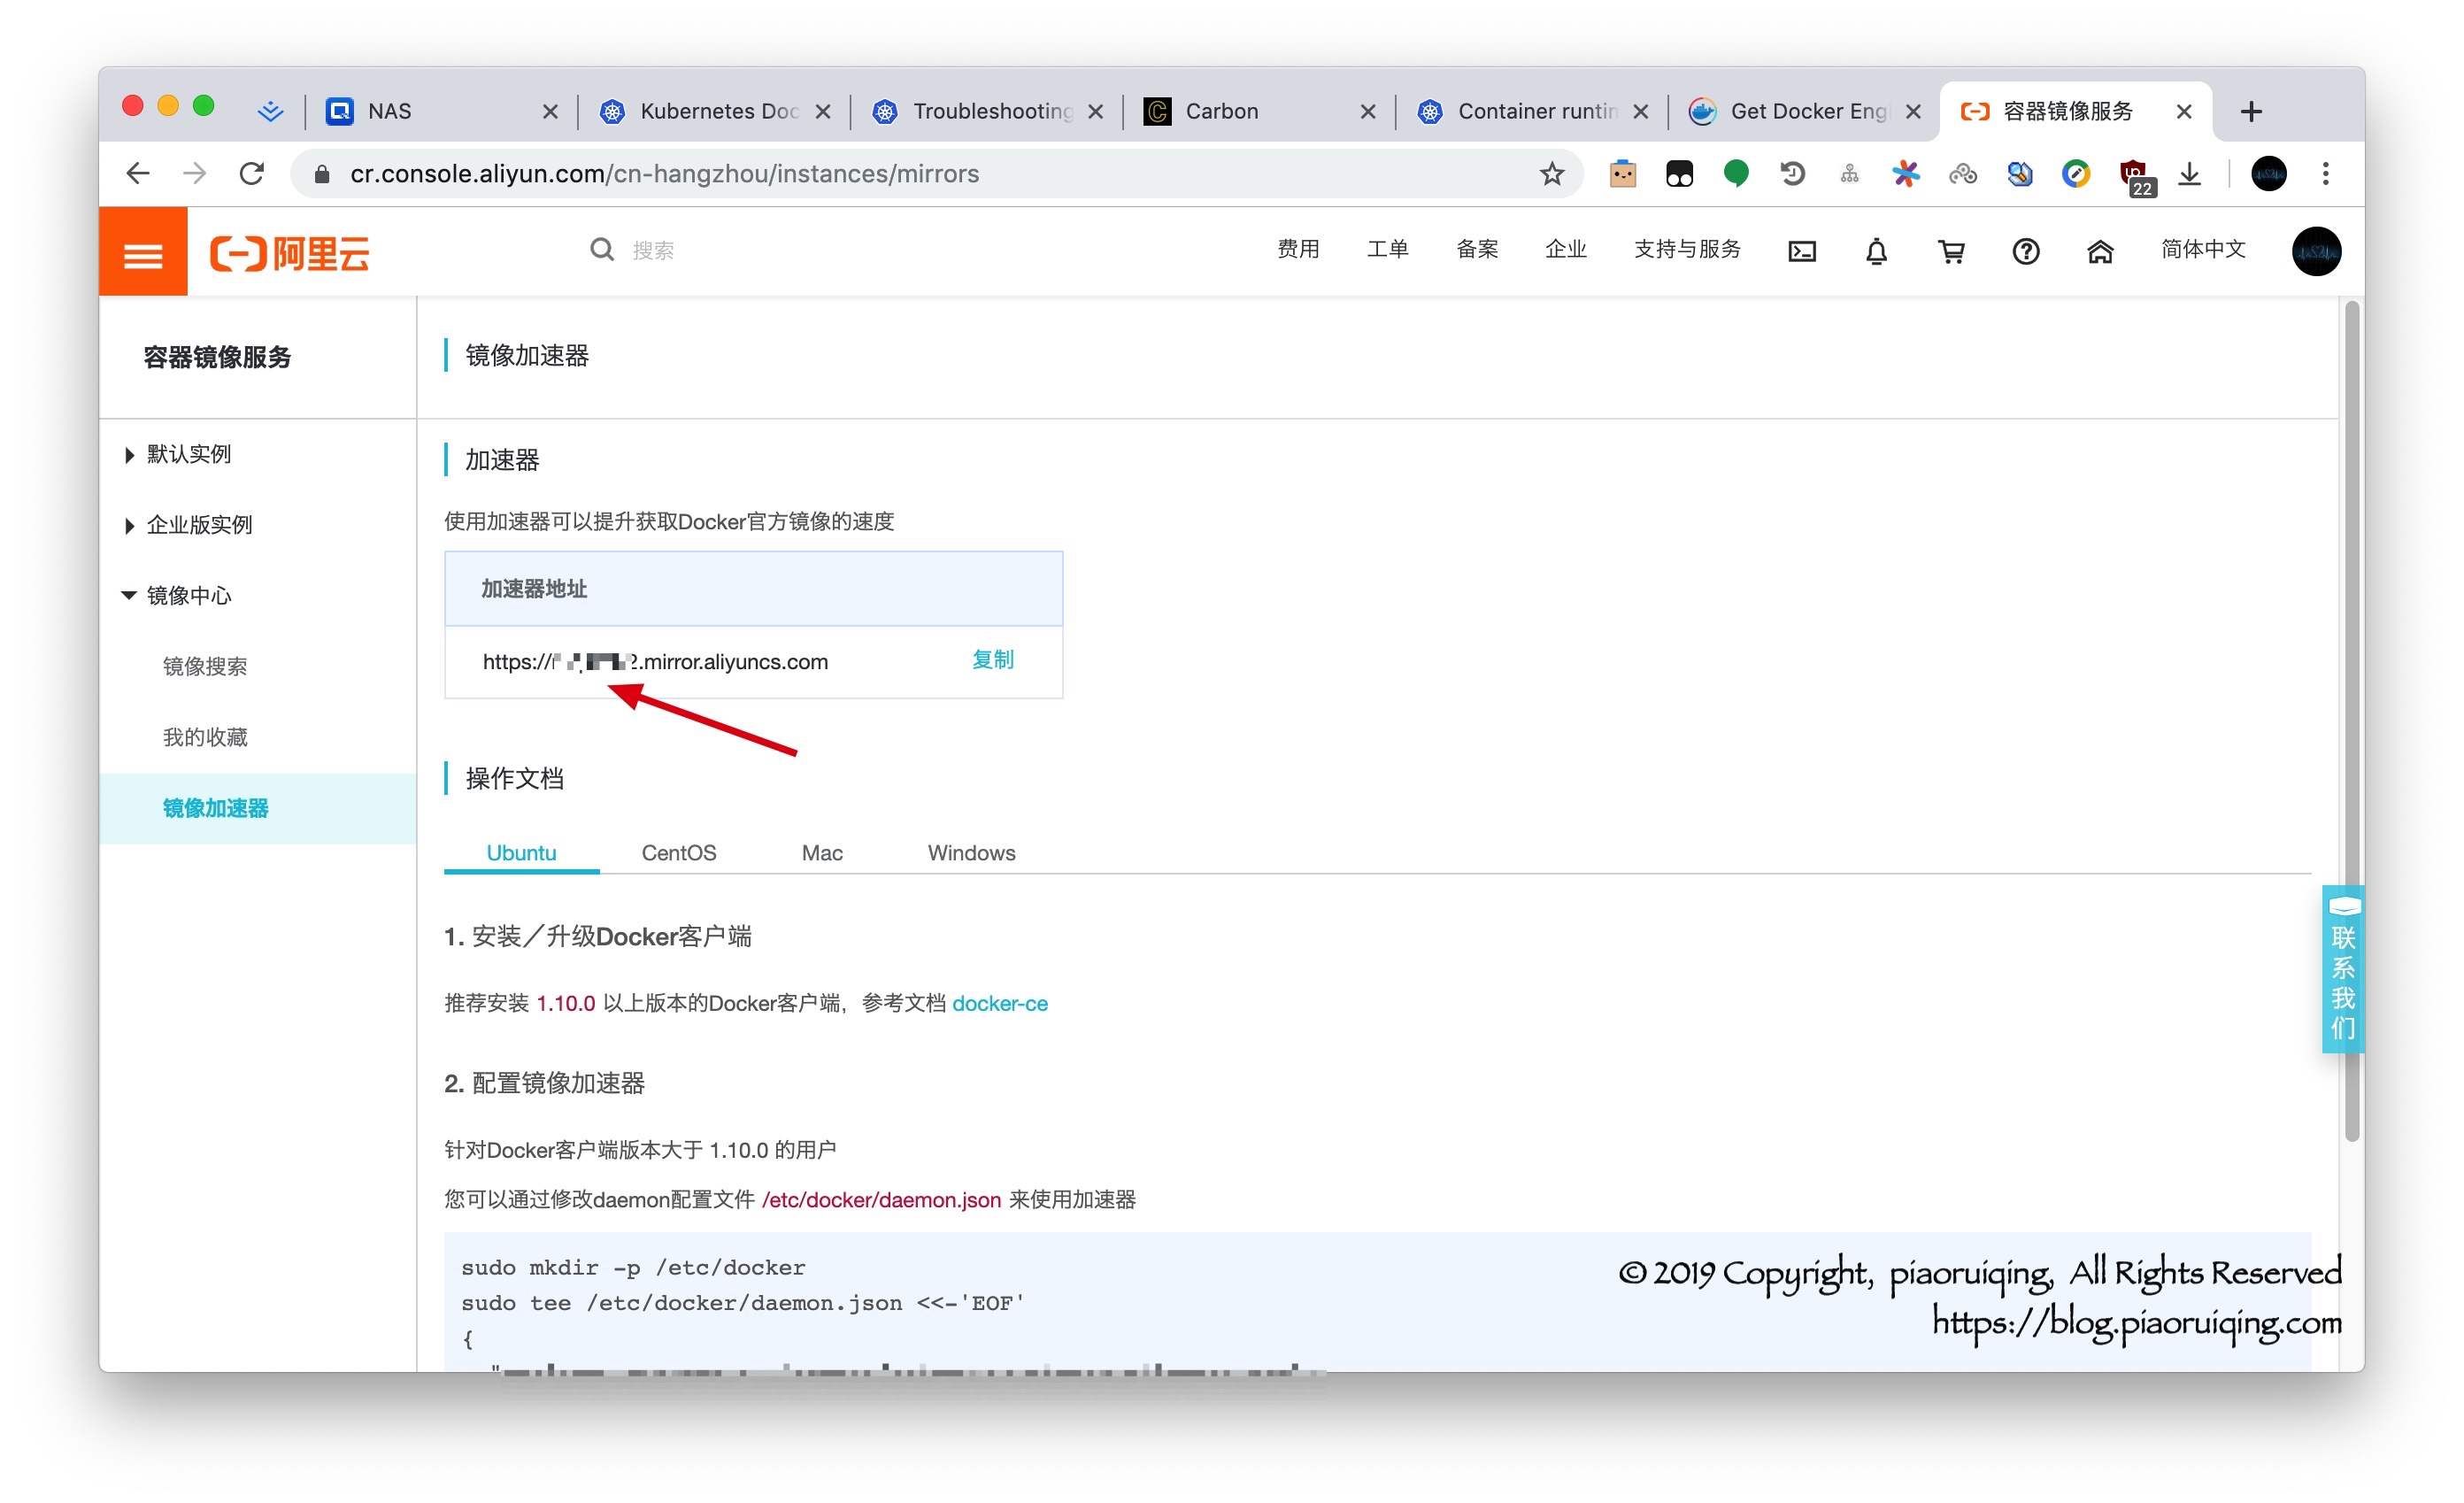 NAS
Kubernetes Doc
Troubleshooting
Carbon
Container runtin
Get Docker Engi
容器镜像服务
cr.console.aliyun.com/cn-hangzhou/instances/mirrors
22
阿里云
搜索
费用
工单
备案
企业
支持与服务
简体中文
容器镜像服务
默认实例
企业版实例
镜像中心
镜像搜索
我的收藏
镜像加速器
镜像加速器
加速器
使用加速器可以提升获取Docker官方镜像的速度
加速器地址
https:// 2.mirror.aliyuncs.com
复制
操作文档
Ubuntu
CentOS
Mac
Windows
1. 安装／升级Docker客户端
推荐安装 1.10.0 以上版本的Docker客户端，参考文档 docker-ce
2. 配置镜像加速器
针对Docker客户端版本大于 1.10.0 的用户
您可以通过修改daemon配置文件 /etc/docker/daemon.json 来使用加速器
sudo mkdir -p /etc/docker
sudo tee /etc/docker/daemon.json <<-'EOF'
{
联系我们
© 2019 Copyright, piaoruiqing, All Rights Reserved
https://blog.piaoruiqing.com